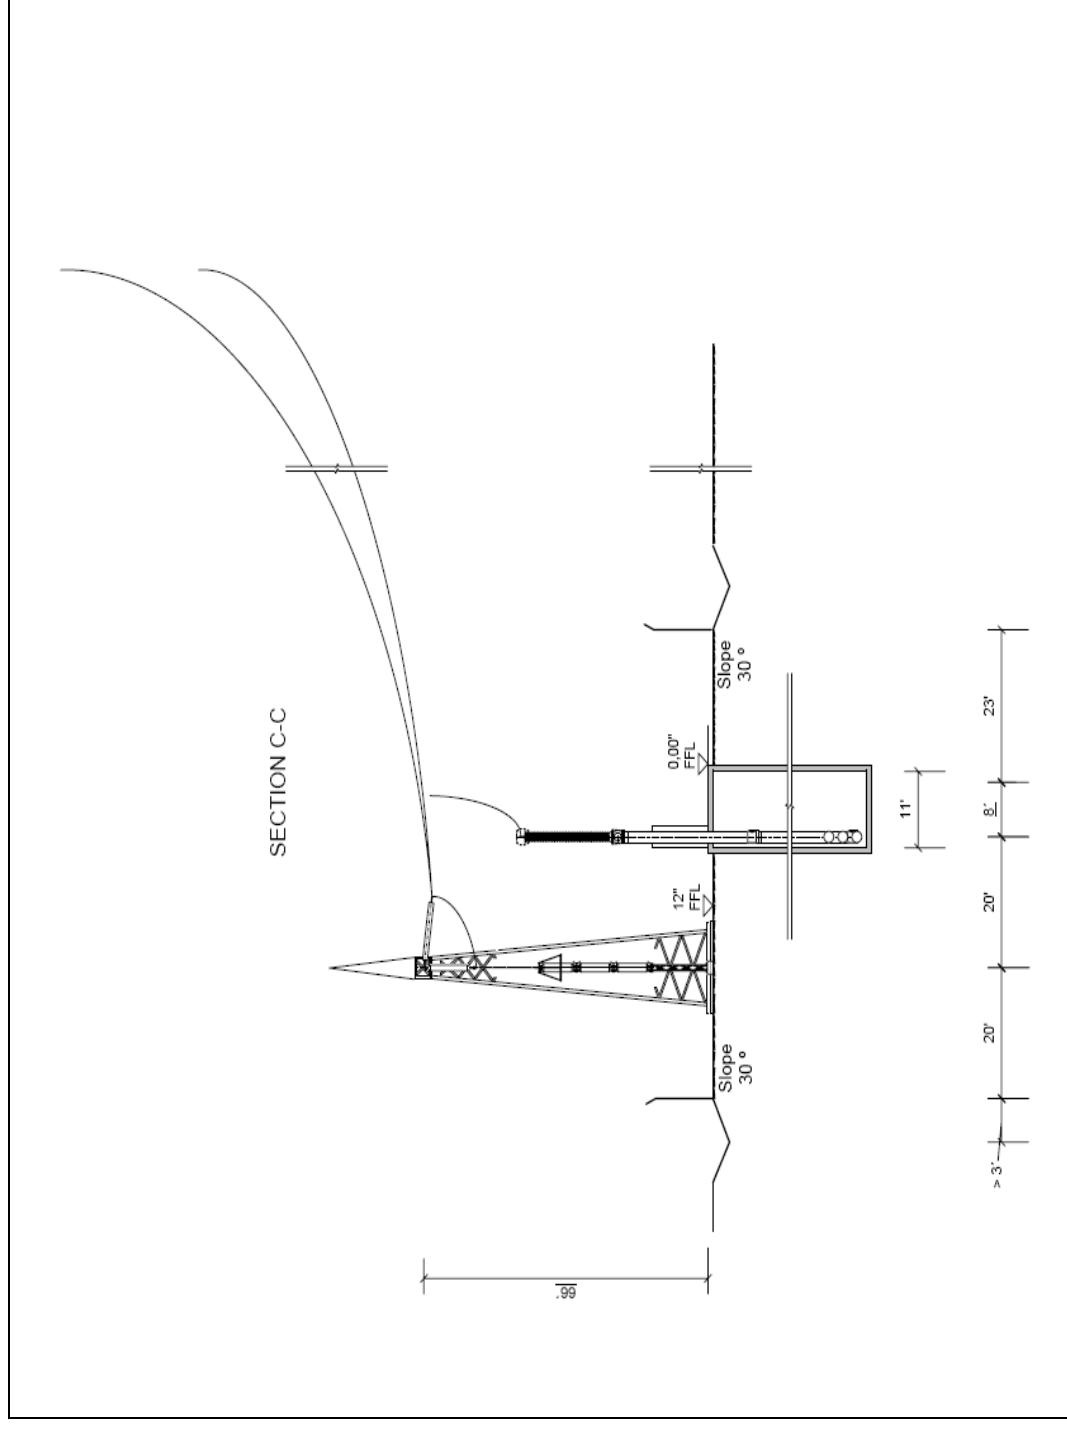 SECTION C-C
66'
12"
FFL
0,00"
FFL
Slope
30 º
Slope
30 º
11'
> 3'
20'
20'
8'
23'